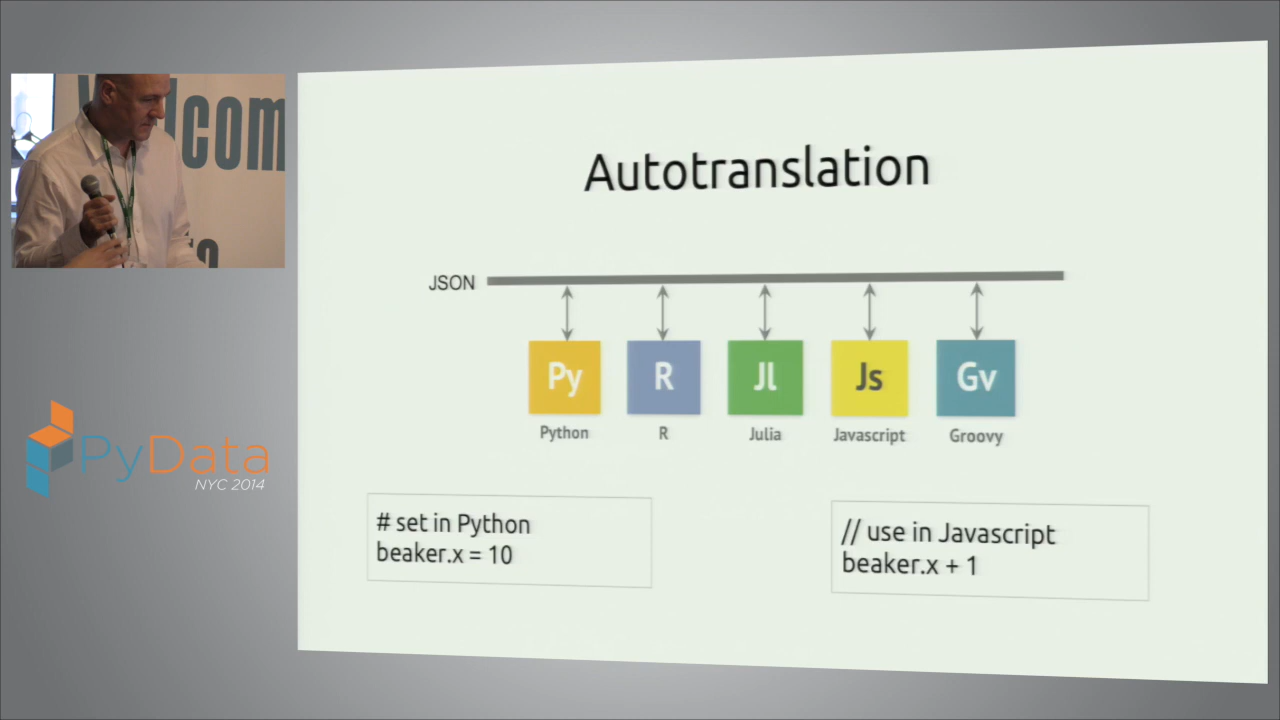 Autotranslation
JSON
Py R Jl Js Gv
Python R Julia Javascript Groovy
# set in Python
beaker.x = 10
// use in Javascript
beaker.x + 1
PyData
NYC 2014